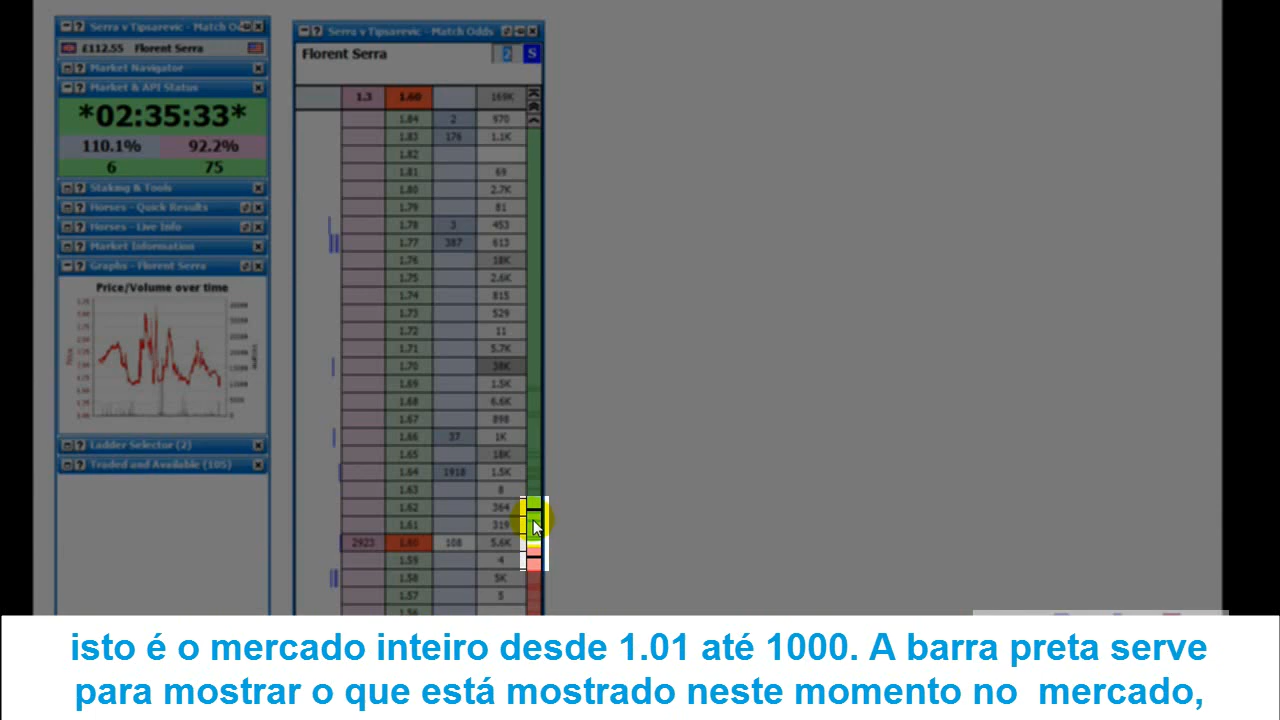 Serra v Tipsarevic - Match O
£112.55 Florent Serra
Market Navigator
Market & API Status
*02:35:33*
110.1% 92.2%
6 75
Staking & Tools
Horses - Quick Results
Horses - Live Info
Market Information
Graphs - Florent Serra
Price/Volume over time
Price
Ladder Selector (2)
Traded and Available (105)
Serra v Tipsarevic - Match Odds
Florent Serra 2 S
1.3 1.60 169K
1.84 2 970
1.83 176 1.1K
1.82
1.81 69
1.80 2.7K
1.79 81
1.78 3 453
1.77 387 613
1.76 18K
1.75 2.6K
1.74 815
1.73 529
1.72 11
1.71 5.7K
1.70 38K
1.69 1.5K
1.68 6.6K
1.67 898
1.66 37 1K
1.65 18K
1.64 1918 1.5K
1.63 8
1.62 364
1.61 319
2923 1.60 108 5.6K
1.59 4
1.58 5K
1.57 5
1.56
isto é o mercado inteiro desde 1.01 até 1000. A barra preta serve
para mostrar o que está mostrado neste momento no mercado,